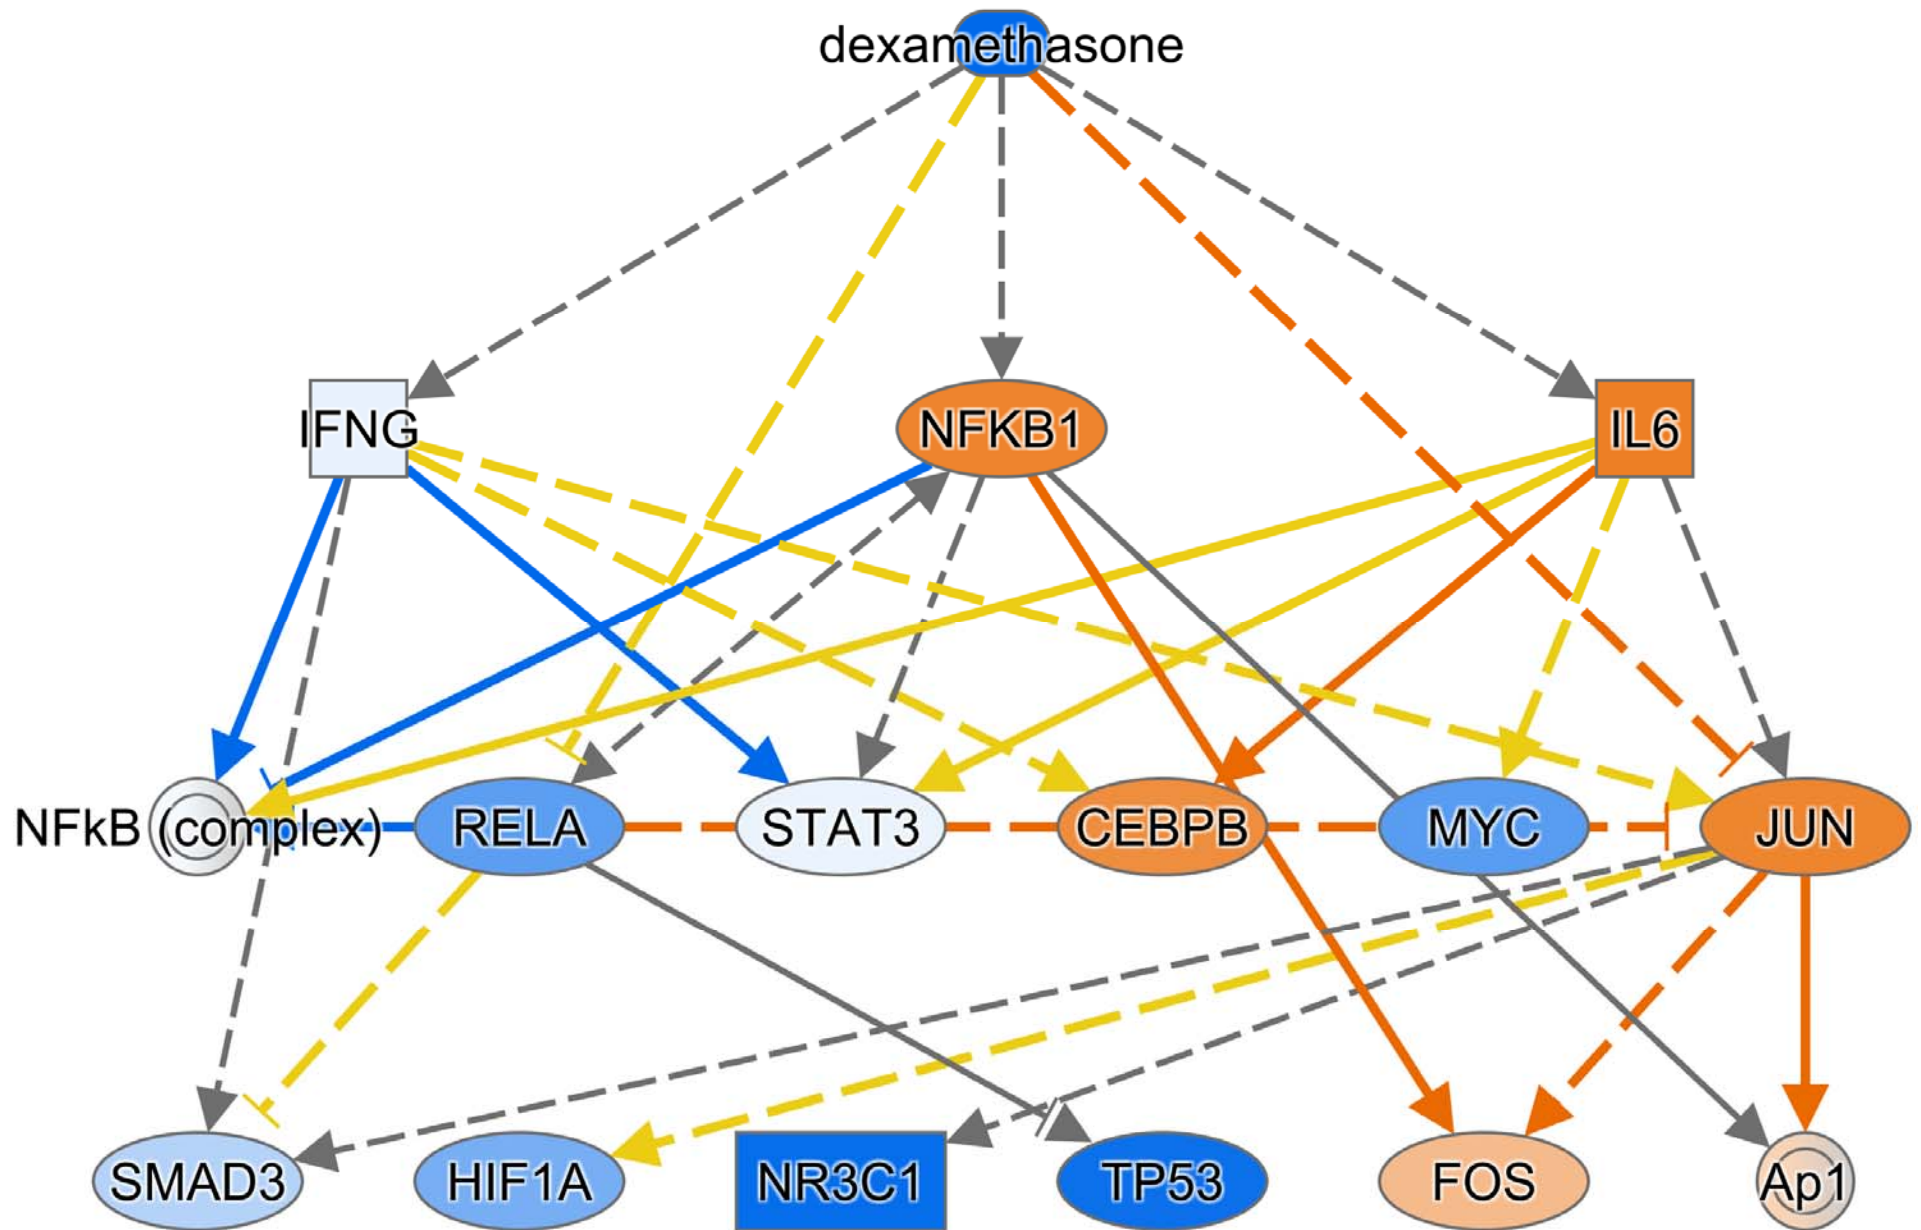 dexamethasone
IFNG
NFKB1
IL6
NFkB (complex)
RELA
STAT3
CEBPB
MYC
JUN
SMAD3
HIF1A
NR3C1
TP53
FOS
Ap1